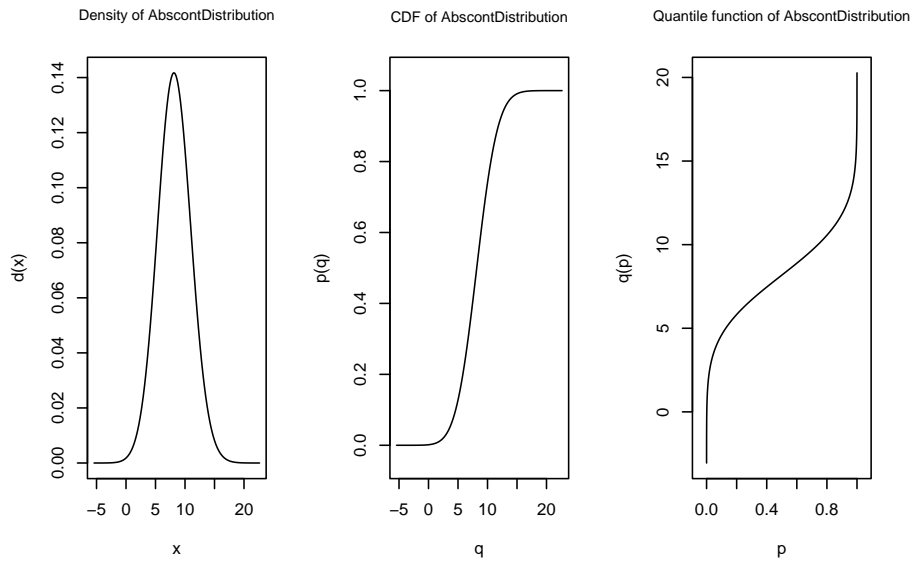 Density of AbscontDistribution
CDF of AbscontDistribution
Quantile function of AbscontDistribution
d(x)
0.00
0.02
0.04
0.06
0.08
0.10
0.12
0.14
−5 0 5 10 20
x
p(q)
0.0
0.2
0.4
0.6
0.8
1.0
−5 0 5 10 20
q
q(p)
0
5
10
15
20
0.0 0.4 0.8
p